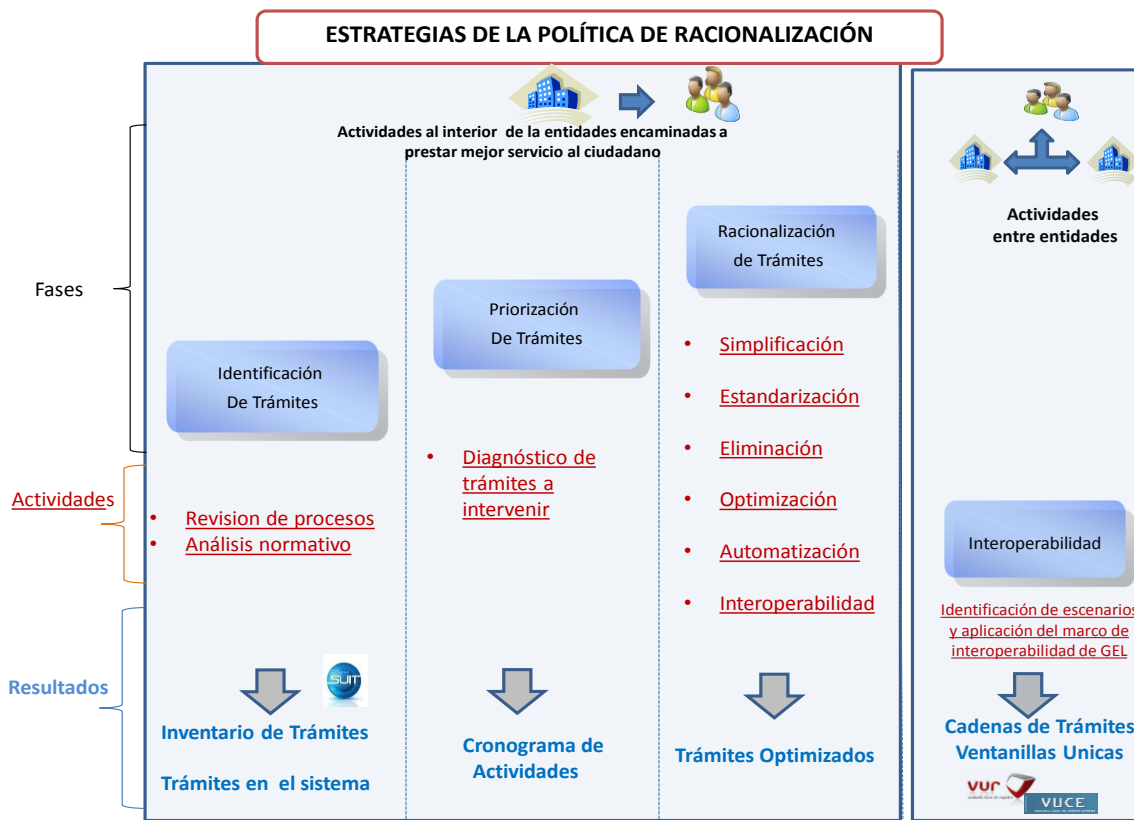 ESTRATEGIAS DE LA POLÍTICA DE RACIONALIZACIÓN
Actividades al interior de la entidades encaminadas a
prestar mejor servicio al ciudadano
Fases
Identificación
De Trámites
Priorización
De Trámites
Racionalización
de Trámites
Actividades
entre entidades
Actividades
• Revision de procesos
• Análisis normativo
• Diagnóstico de
trámites a
intervenir
• Simplificación
• Estandarización
• Eliminación
• Optimización
• Automatización
• Interoperabilidad
Interoperabilidad
Identificación de escenarios
y aplicación del marco de
interoperabilidad de GEL
Resultados
SUIT
Inventario de Trámites
Trámites en el sistema
Cronograma de
Actividades
Trámites Optimizados
Cadenas de Trámites
Ventanillas Unicas
vur
VUCE